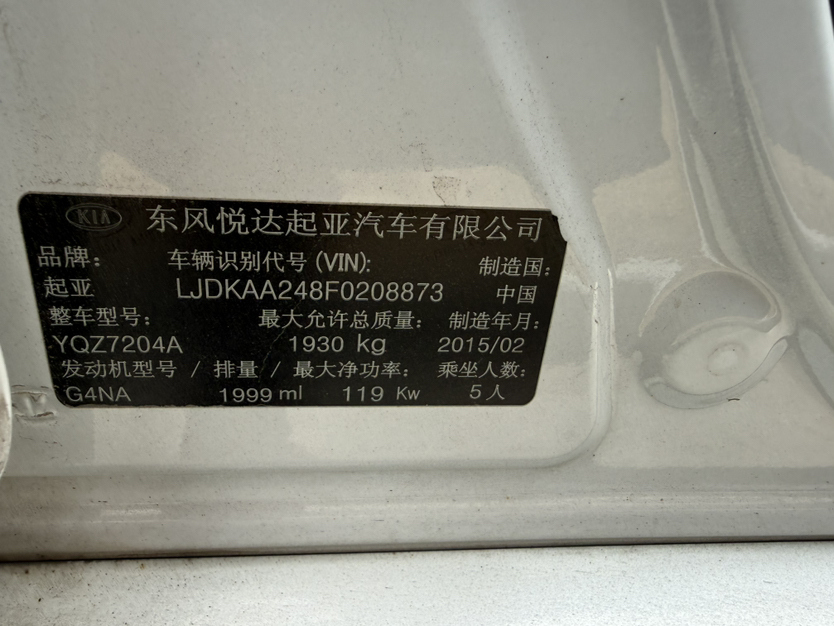 KIA 东风悦达起亚汽车有限公司
品牌： 车辆识别代号(VIN): 制造国：
起亚 LJDKAA248F0208873 中国
整车型号： 最大允许总质量： 制造年月：
YQZ7204A 1930 kg 2015/02
发动机型号 / 排量 / 最大净功率： 乘坐人数：
G4NA 1999 ml 119 Kw 5人